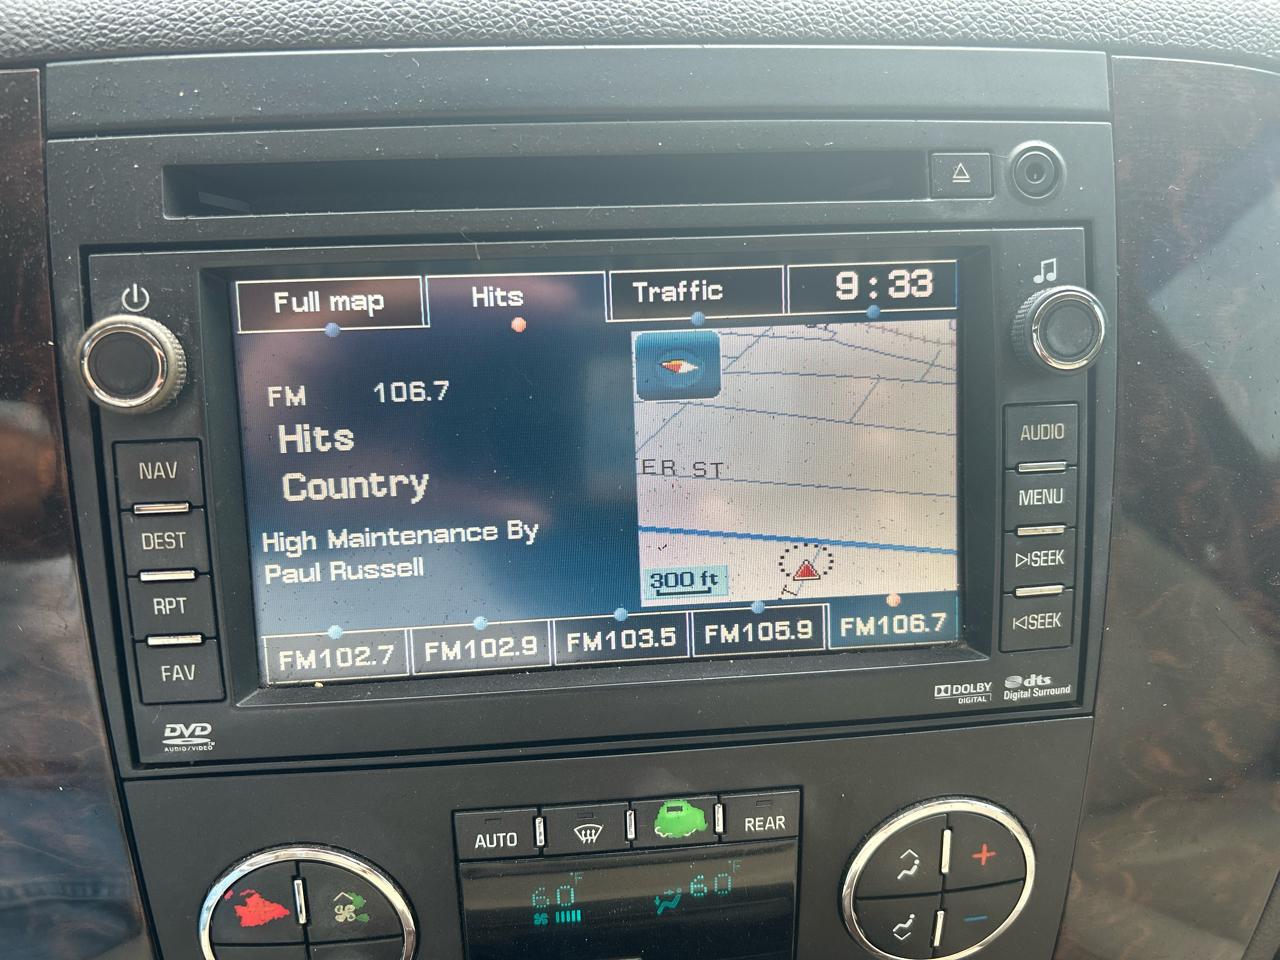 Full map
Hits
Traffic
9:33
FM 106.7
Hits
Country
High Maintenance By
Paul Russell
ER ST
300 ft
FM102.7
FM102.9
FM103.5
FM105.9
FM106.7
NAV
DEST
RPT
FAV
AUDIO
MENU
SEEK
SEEK
DVD
AUDIO/VIDEO
DOLBY
DIGITAL
dts
Digital Surround
AUTO
REAR
60°F
60°F